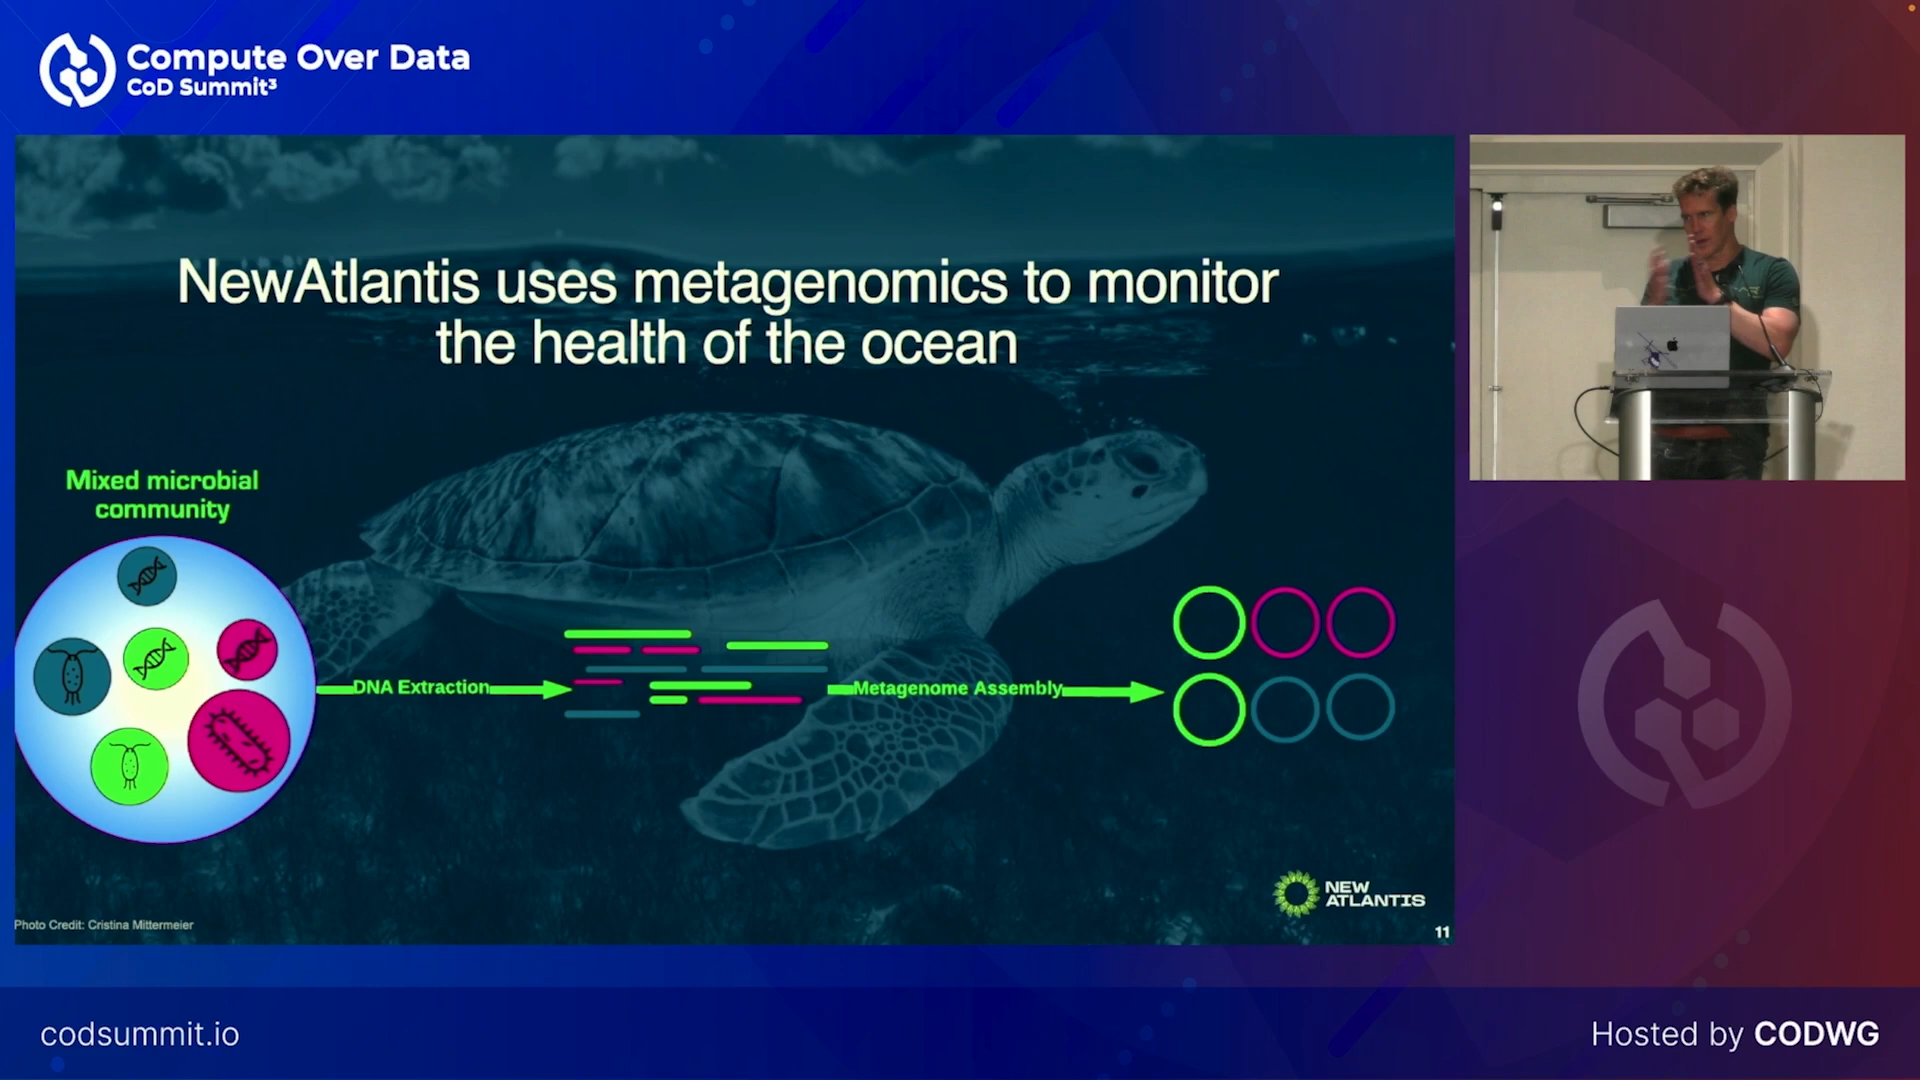 Compute Over Data
CoD Summit³
NewAtlantis uses metagenomics to monitor
the health of the ocean
Mixed microbial
community
DNA Extraction
Metagenome Assembly
NEW
ATLANTIS
Photo Credit: Cristina Mittermeier
11
codsummit.io
Hosted by CODWG